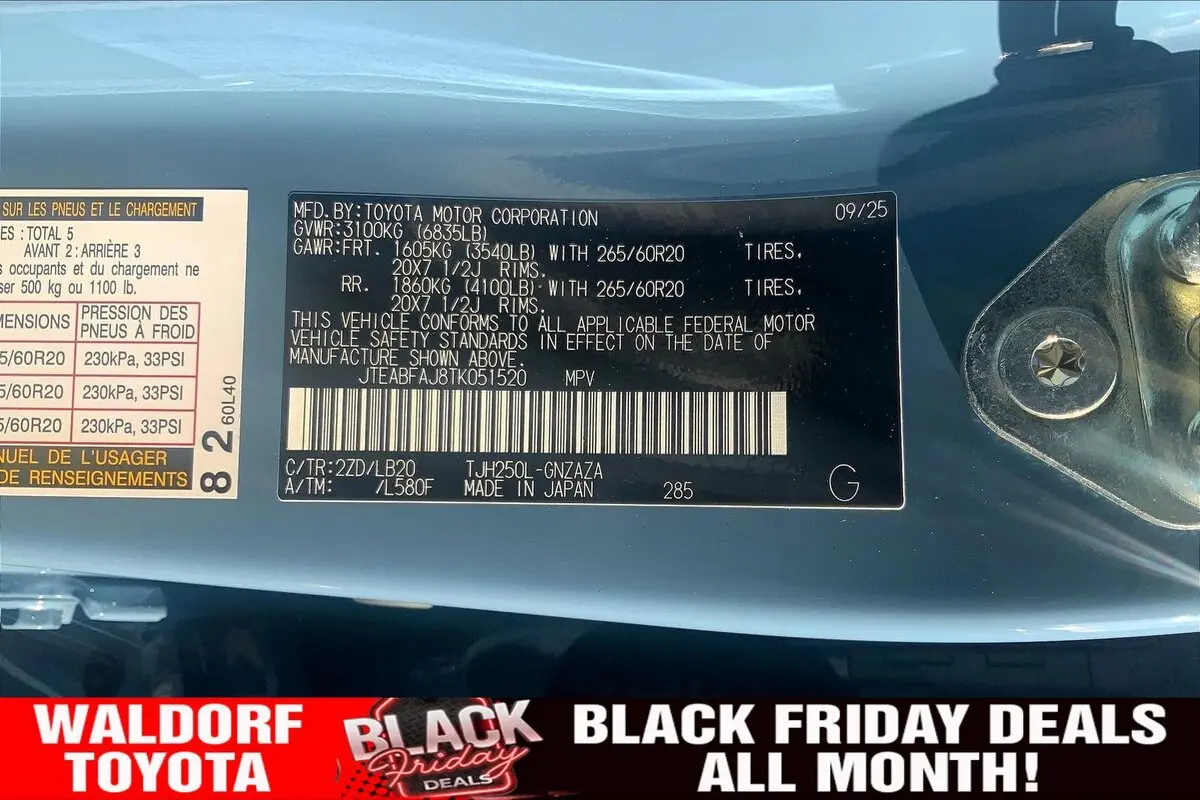 SUR LES PNEUS ET LE CHARGEMENT
ES : TOTAL 5
AVANT 2 : ARRIÈRE 3
occupants et du chargement ne
ser 500 kg ou 1100 lb.
MENSIONS
PRESSION DES PNEUS À FROID
5/60R20 230kPa, 33PSI
5/60R20 230kPa, 33PSI
5/60R20 230kPa, 33PSI
NUEL DE L'USAGER
DE RENSEIGNEMENTS
82
60L40
MFD. BY: TOYOTA MOTOR CORPORATION 09/25
GVWR: 3100KG (6835LB)
GAWR: FRT. 1605KG (3540LB) WITH 265/60R20 TIRES,
20X7 1/2J RIMS.
RR. 1860KG (4100LB) WITH 265/60R20 TIRES,
20X7 1/2J RIMS.
THIS VEHICLE CONFORMS TO ALL APPLICABLE FEDERAL MOTOR
VEHICLE SAFETY STANDARDS IN EFFECT ON THE DATE OF
MANUFACTURE SHOWN ABOVE.
JTEABFAJ8TK051520 MPV
C/TR: 2ZD/LB20 TJH250L-GNZAZA
A/TM: /L580F MADE IN JAPAN 285 G
WALDORF
TOYOTA
BLACK
Friday
DEALS
BLACK FRIDAY DEALS
ALL MONTH!